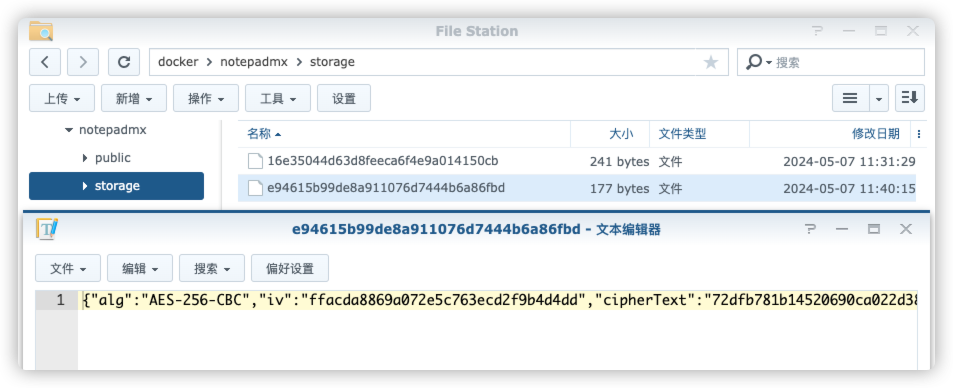 File Station
docker > notepadmx > storage
搜索
上传 新增 操作 工具 设置
notepadmx
public
storage
名称 大小 文件类型 修改日期
16e35044d63d8feeca6f4e9a014150cb 241 bytes 文件 2024-05-07 11:31:29
e94615b99de8a911076d7444b6a86fbd 177 bytes 文件 2024-05-07 11:40:15
e94615b99de8a911076d7444b6a86fbd - 文本编辑器
文件 编辑 搜索 偏好设置
1 {"alg":"AES-256-CBC","iv":"ffacda8869a072e5c763ecd2f9b4d4dd","cipherText":"72dfb781b14520690ca022d38